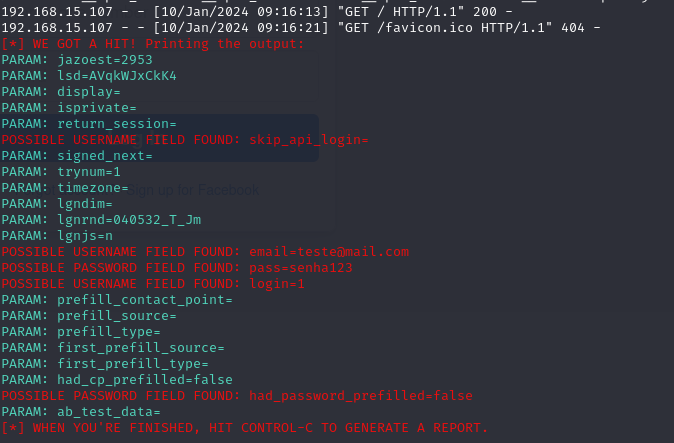 192.168.15.107 - - [10/Jan/2024 09:16:13] "GET / HTTP/1.1" 200 -
192.168.15.107 - - [10/Jan/2024 09:16:21] "GET /favicon.ico HTTP/1.1" 404 -
[*] WE GOT A HIT! Printing the output:
PARAM: jazoest=2953
PARAM: lsd=AVqkWJxCkK4
PARAM: display=
PARAM: isprivate=
PARAM: return_session=
POSSIBLE USERNAME FIELD FOUND: skip_api_login=
PARAM: signed_next=
PARAM: trynum=1
PARAM: timezone=
Sign up for Facebook
PARAM: lgndim=
PARAM: lgnrnd=040532_T_Jm
PARAM: lgnjs=n
POSSIBLE USERNAME FIELD FOUND: email=teste@mail.com
POSSIBLE PASSWORD FIELD FOUND: pass=senha123
POSSIBLE USERNAME FIELD FOUND: login=1
PARAM: prefill_contact_point=
PARAM: prefill_source=
PARAM: prefill_type=
PARAM: first_prefill_source=
PARAM: first_prefill_type=
PARAM: had_cp_prefilled=false
POSSIBLE PASSWORD FIELD FOUND: had_password_prefilled=false
PARAM: ab_test_data=
[*] WHEN YOU'RE FINISHED, HIT CONTROL-C TO GENERATE A REPORT.